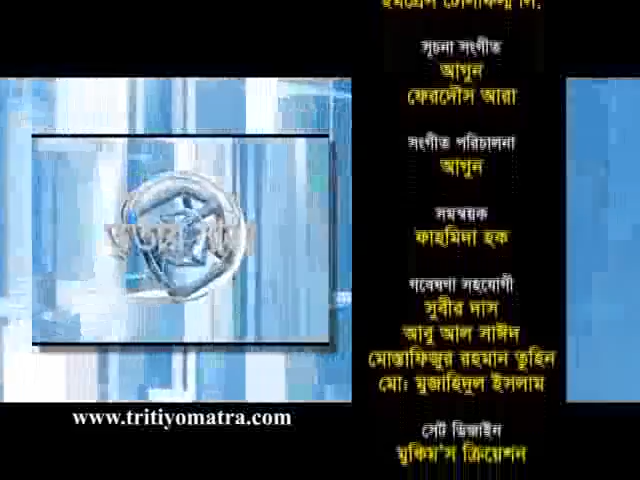 ইমপ্রেস টেলিফিল্ম লি.
সূচনা সংগীত
আগুন
ফেরদৌস আরা
সংগীত পরিচালনা
আগুন
সমন্বয়ক
ফাহমিদা হক
গবেষণা সহযোগী
সুবীর দাস
আবু আল সাঈদ
মোস্তাফিজুর রহমান তুহিন
মো: মুজাহিদুল ইসলাম
সেট ডিজাইন
মুকিম'স ক্রিয়েশন
তৃতীয় মাত্রা
www.tritiyomatra.com